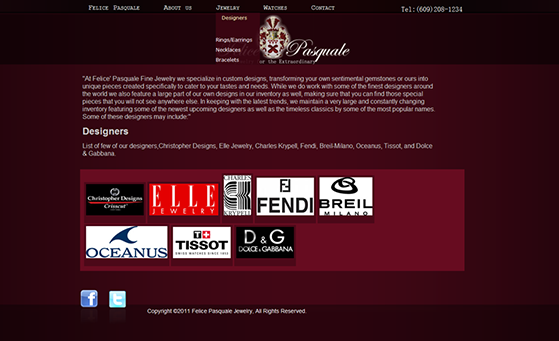 Felice Pasquale About us Jewelry Watches Contact Tel:(609)208-1234
Designers
Rings/Earrings
Necklaces
Bracelets
Pasquale
or the Extraordinary
"At Felice' Pasquale Fine Jewelry we specialize in custom designs, transforming your own sentimental gemstones or ours into
unique pieces created specifically to cater to your tastes and needs. While we do work with some of the finest designers around
the world we also feature a large part of our own designs in our inventory as well, making sure that you can find those special
pieces that you will not see anywhere else. In keeping with the latest trends, we maintain a very large and constantly changing
inventory featuring some of the newest upcoming designers as well as the timeless classics by some of the most popular names.
Some of these designers may include:"
Designers
List of few of our designers,Christopher Designs, Elle Jewelry, Charles Krypell, Fendi, Breil-Milano, Oceanus, Tissot, and Dolce
& Gabbana.
Christopher Designs
Crisscut
ELLE
JEWELRY
CHARLES
KRYPELL
FENDI
BREIL
MILANO
OCEANUS
TISSOT
SWISS WATCHES SINCE 1853
D&G
DOLCE & GABBANA
Copyright ©2011 Felice Pasquale Jewelry, All Rights Reserved.